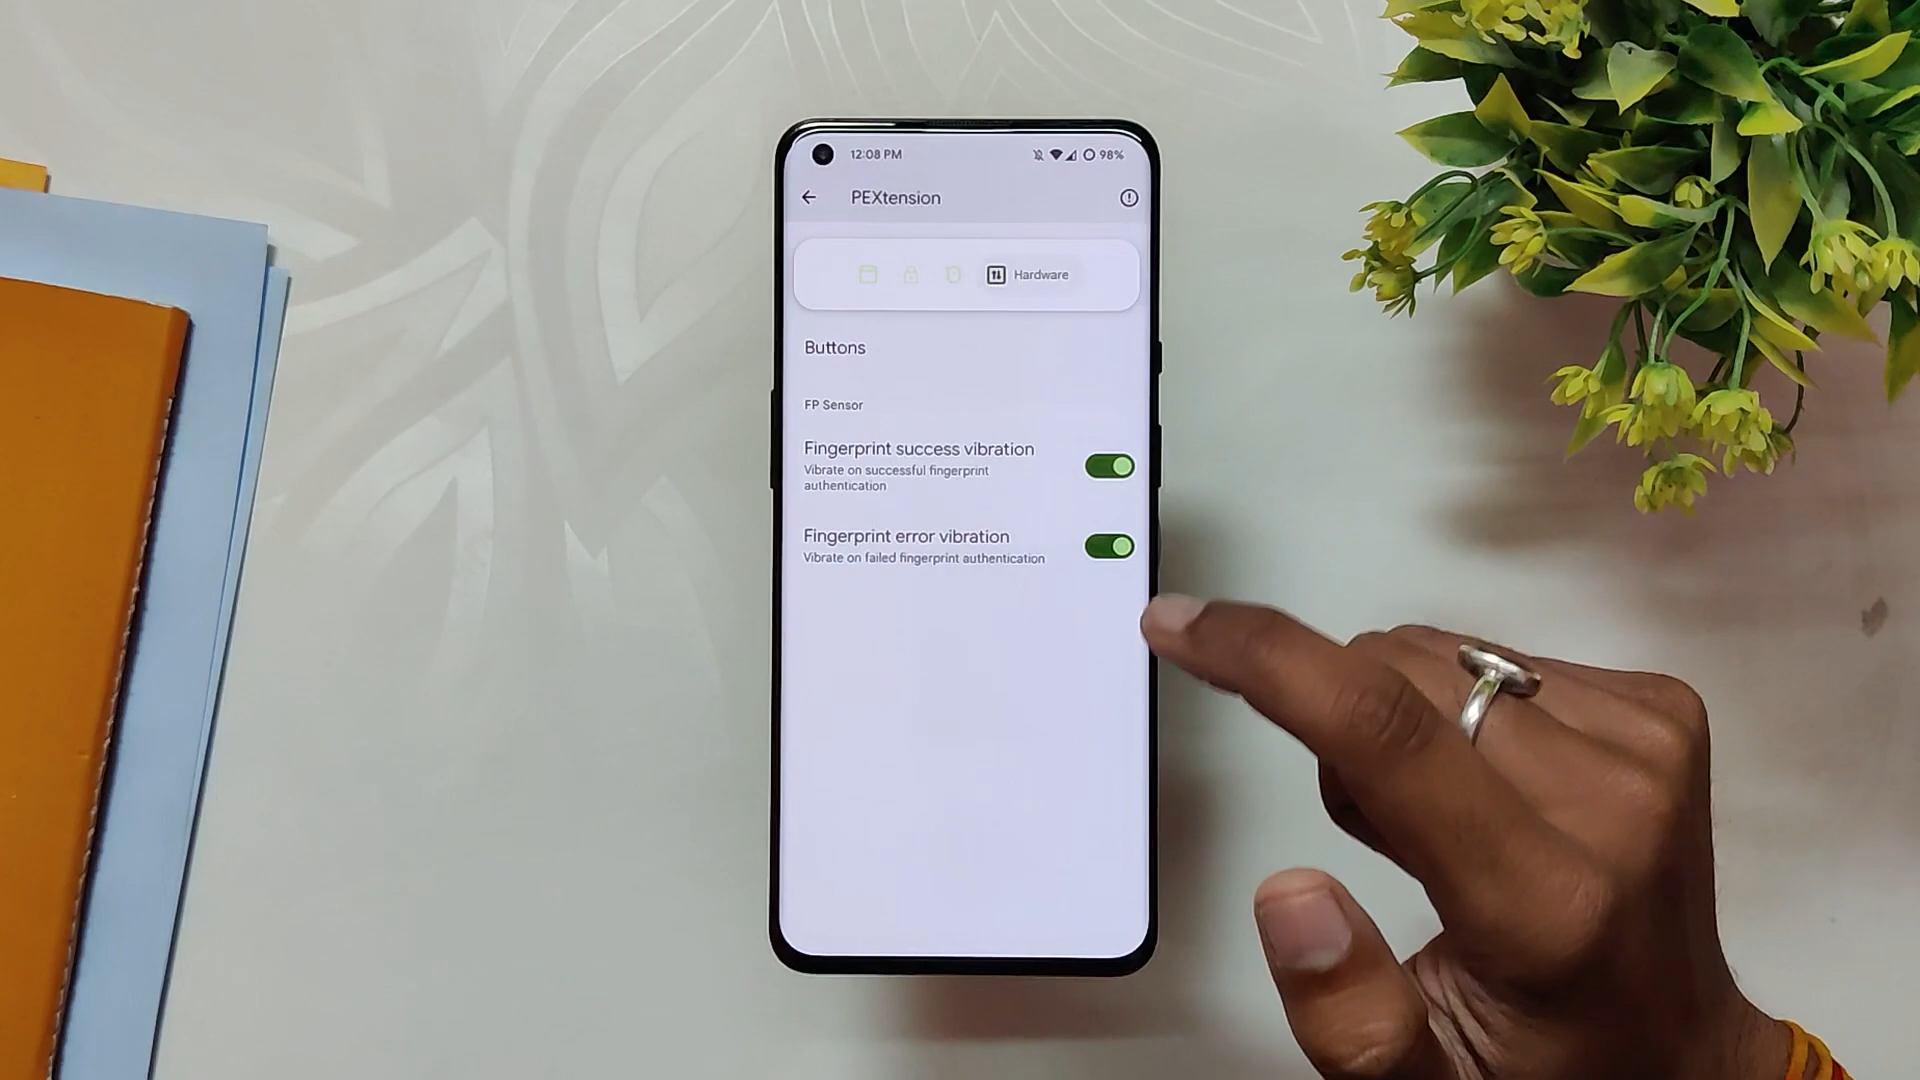 12:08 PM
98%
PEXtension
Hardware
Buttons
FP Sensor
Fingerprint success vibration
Vibrate on successful fingerprint
authentication
Fingerprint error vibration
Vibrate on failed fingerprint authentication